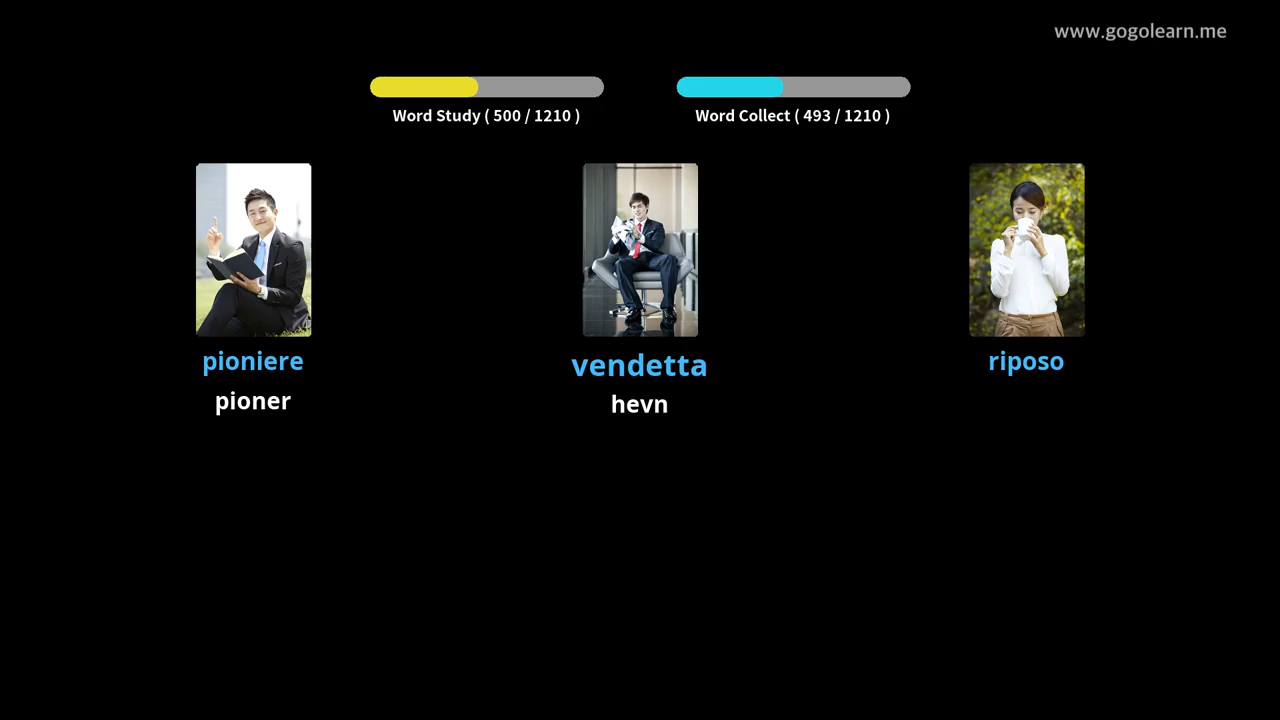 www.gogolearn.me
Word Study ( 500 / 1210 )
Word Collect ( 493 / 1210 )
pioniere
vendetta
riposo
pioner
hevn